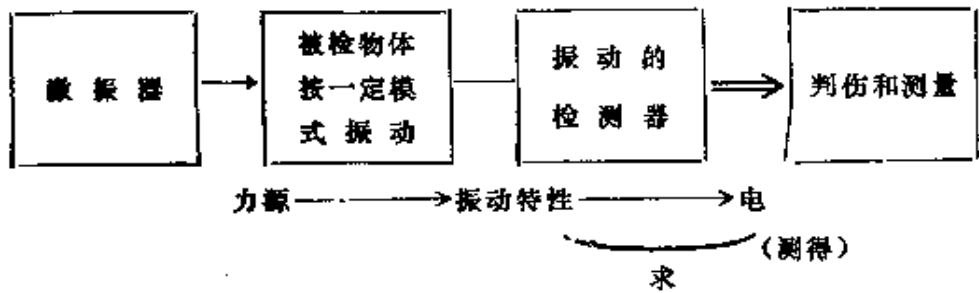 激振器
被检物体
按一定模
式振动
振动的
检测器
判伤和测量
力源
振动特性
电
(测得)
求